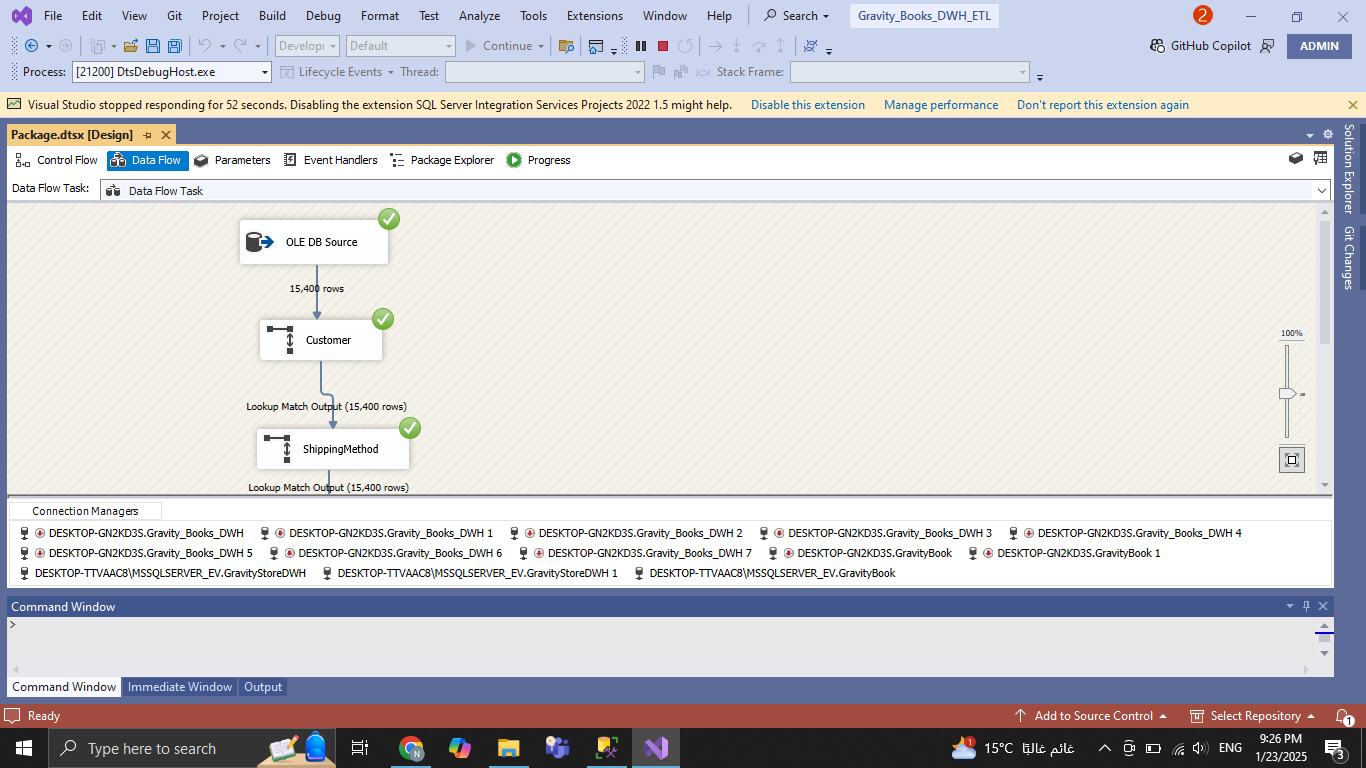 File Edit View Git Project Build Debug Format Test Analyze Tools Extensions Window Help Search Gravity_Books_DWH_ETL 2
Develop Default Continue GitHub Copilot ADMIN
Process: [21200] DtsDebugHost.exe Lifecycle Events Thread: Stack Frame:
Visual Studio stopped responding for 52 seconds. Disabling the extension SQL Server Integration Services Projects 2022 1.5 might help. Disable this extension Manage performance Don't report this extension again
Package.dtsx [Design]
Control Flow Data Flow Parameters Event Handlers Package Explorer Progress
Data Flow Task: Data Flow Task
Solution Explorer
Git Changes
OLE DB Source
15,400 rows
Customer
100%
Lookup Match Output (15,400 rows)
ShippingMethod
Lookup Match Output (15,400 rows)
Connection Managers
DESKTOP-GN2KD3S.Gravity_Books_DWH DESKTOP-GN2KD3S.Gravity_Books_DWH 1 DESKTOP-GN2KD3S.Gravity_Books_DWH 2 DESKTOP-GN2KD3S.Gravity_Books_DWH 3 DESKTOP-GN2KD3S.Gravity_Books_DWH 4
DESKTOP-GN2KD3S.Gravity_Books_DWH 5 DESKTOP-GN2KD3S.Gravity_Books_DWH 6 DESKTOP-GN2KD3S.Gravity_Books_DWH 7 DESKTOP-GN2KD3S.GravityBook DESKTOP-GN2KD3S.GravityBook 1
DESKTOP-TTVAAC8\MSSQLSERVER_EV.GravityStoreDWH DESKTOP-TTVAAC8\MSSQLSERVER_EV.GravityStoreDWH 1 DESKTOP-TTVAAC8\MSSQLSERVER_EV.GravityBook
Command Window
>
Command Window Immediate Window Output
Ready Add to Source Control Select Repository 1
Type here to search N 1 15°C غائم غالبًا ENG 9:26 PM
1/23/2025 3